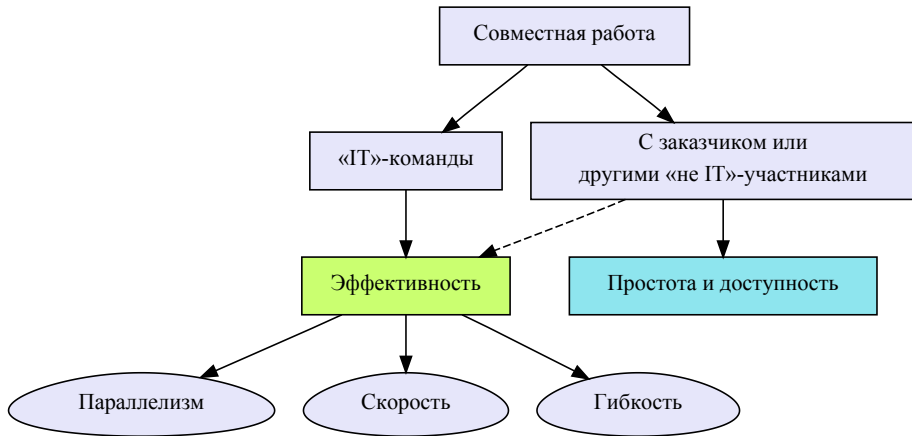 Совместная работа
«IT»-команды
С заказчиком или
другими «не IT»-участниками
Эффективность
Простота и доступность
Параллелизм
Скорость
Гибкость